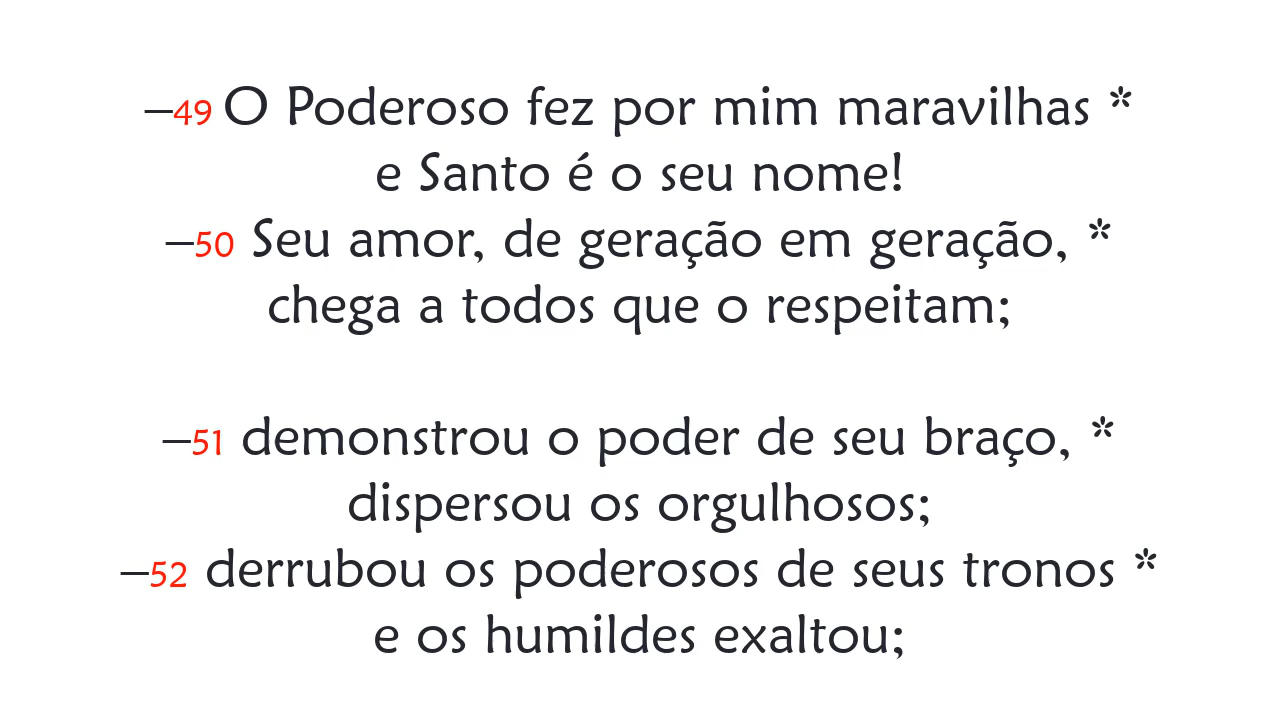 –49 O Poderoso fez por mim maravilhas *
e Santo é o seu nome!
–50 Seu amor, de geração em geração, *
chega a todos que o respeitam;
–51 demonstrou o poder de seu braço, *
dispersou os orgulhosos;
–52 derrubou os poderosos de seus tronos *
e os humildes exaltou;